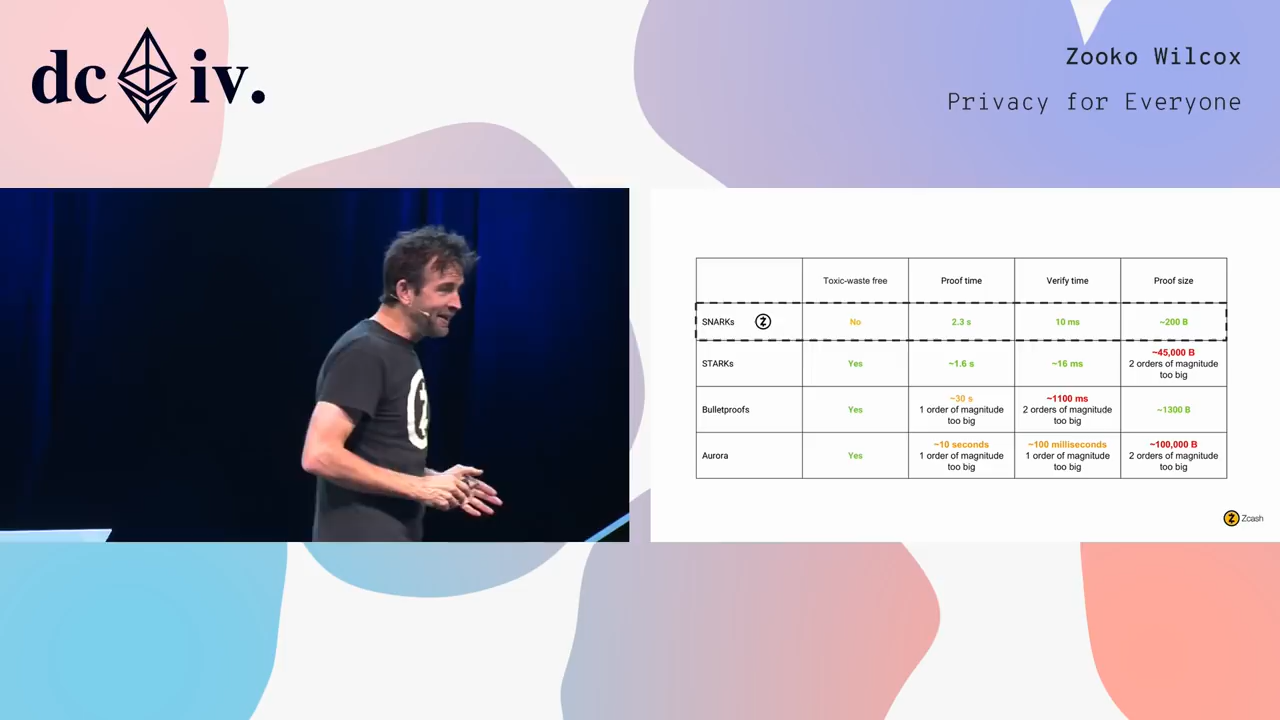 dc iv.
Zooko Wilcox
Privacy for Everyone
Toxic-waste free
Proof time
Verify time
Proof size
SNARKs
No
2.3 s
10 ms
~200 B
STARKs
Yes
~1.6 s
~16 ms
~45,000 B
2 orders of magnitude
too big
Bulletproofs
Yes
~30 s
1 order of magnitude
too big
~1100 ms
2 orders of magnitude
too big
~1300 B
Aurora
Yes
~10 seconds
1 order of magnitude
too big
~100 milliseconds
1 order of magnitude
too big
~100,000 B
2 orders of magnitude
too big
Zcash